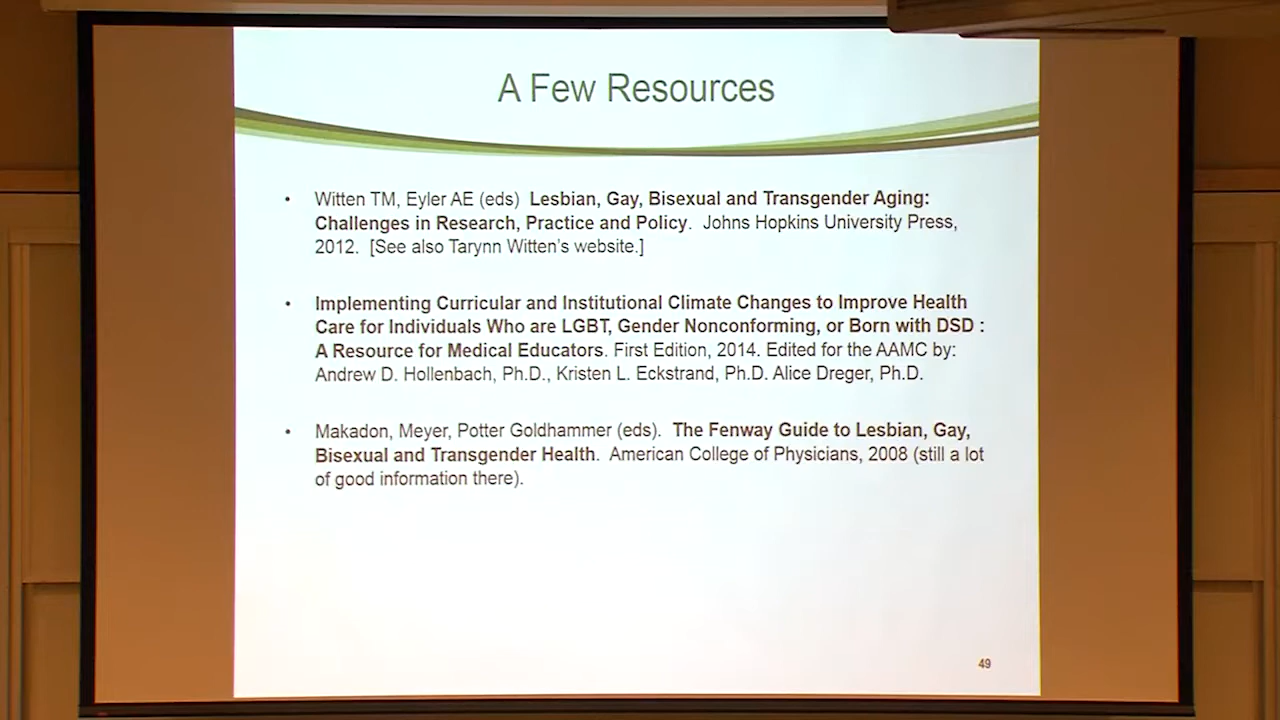 A Few Resources
• Witten TM, Eyler AE (eds) Lesbian, Gay, Bisexual and Transgender Aging:
Challenges in Research, Practice and Policy. Johns Hopkins University Press,
2012. [See also Tarynn Witten's website.]
• Implementing Curricular and Institutional Climate Changes to Improve Health
Care for Individuals Who are LGBT, Gender Nonconforming, or Born with DSD :
A Resource for Medical Educators. First Edition, 2014. Edited for the AAMC by:
Andrew D. Hollenbach, Ph.D., Kristen L. Eckstrand, Ph.D. Alice Dreger, Ph.D.
• Makadon, Meyer, Potter Goldhammer (eds). The Fenway Guide to Lesbian, Gay,
Bisexual and Transgender Health. American College of Physicians, 2008 (still a lot
of good information there).
49